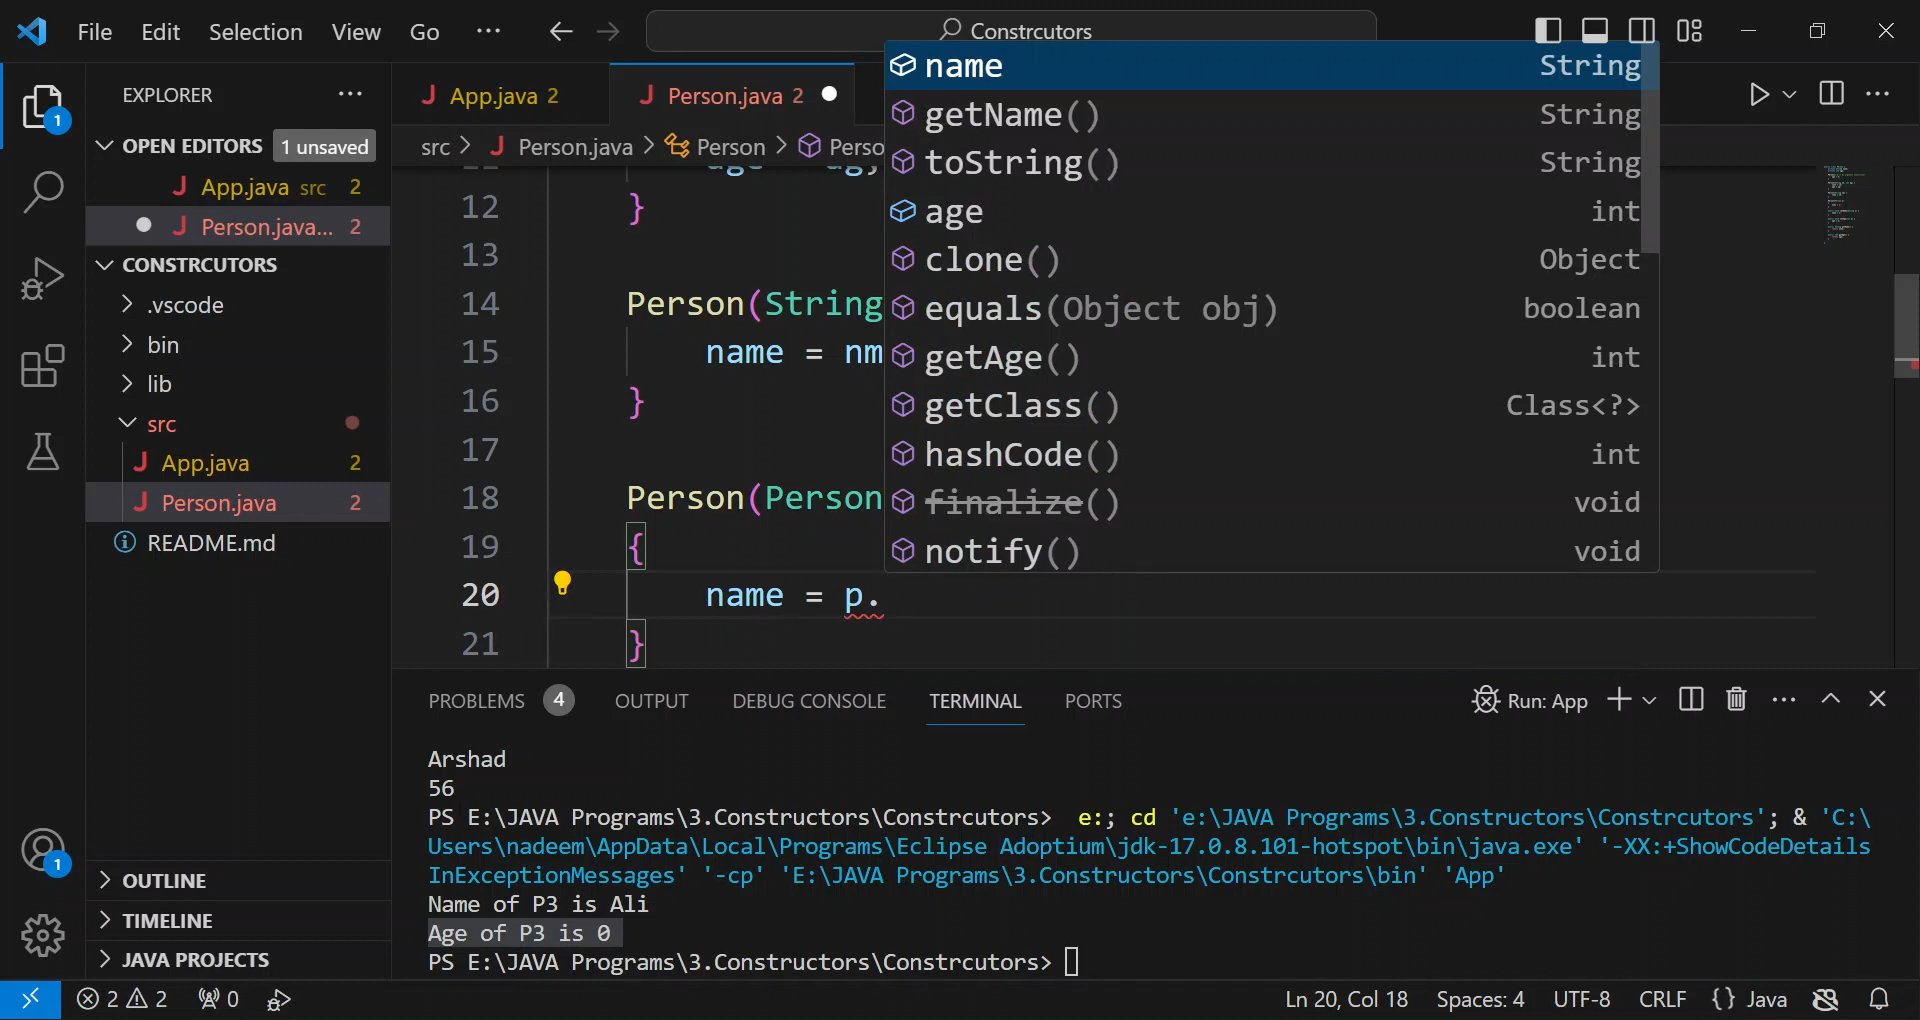 File Edit Selection View Go ··· Constrcutors
EXPLORER ···
OPEN EDITORS 1 unsaved
App.java src 2
Person.java... 2
CONSTRCUTORS
.vscode
bin
lib
src
App.java 2
Person.java 2
README.md
OUTLINE
TIMELINE
JAVA PROJECTS
1
1
App.java 2 Person.java 2
src > Person.java > Person > Perso
12 }
13
14 Person(String
15 name = nm
16 }
17
18 Person(Person
19 {
20 name = p.
21 }
name String
getName() String
toString() String
age int
clone() Object
equals(Object obj) boolean
getAge() int
getClass() Class<?>
hashCode() int
finalize() void
notify() void
PROBLEMS 4 OUTPUT DEBUG CONSOLE TERMINAL PORTS Run: App
Arshad
56
PS E:\JAVA Programs\3.Constructors\Constrcutors> e:; cd 'e:\JAVA Programs\3.Constructors\Constrcutors'; & 'C:\
Users\nadeem\AppData\Local\Programs\Eclipse Adoptium\jdk-17.0.8.101-hotspot\bin\java.exe' '-XX:+ShowCodeDetails
InExceptionMessages' '-cp' 'E:\JAVA Programs\3.Constructors\Constrcutors\bin' 'App'
Name of P3 is Ali
Age of P3 is 0
PS E:\JAVA Programs\3.Constructors\Constrcutors>
2 2 0 Ln 20, Col 18 Spaces: 4 UTF-8 CRLF {} Java